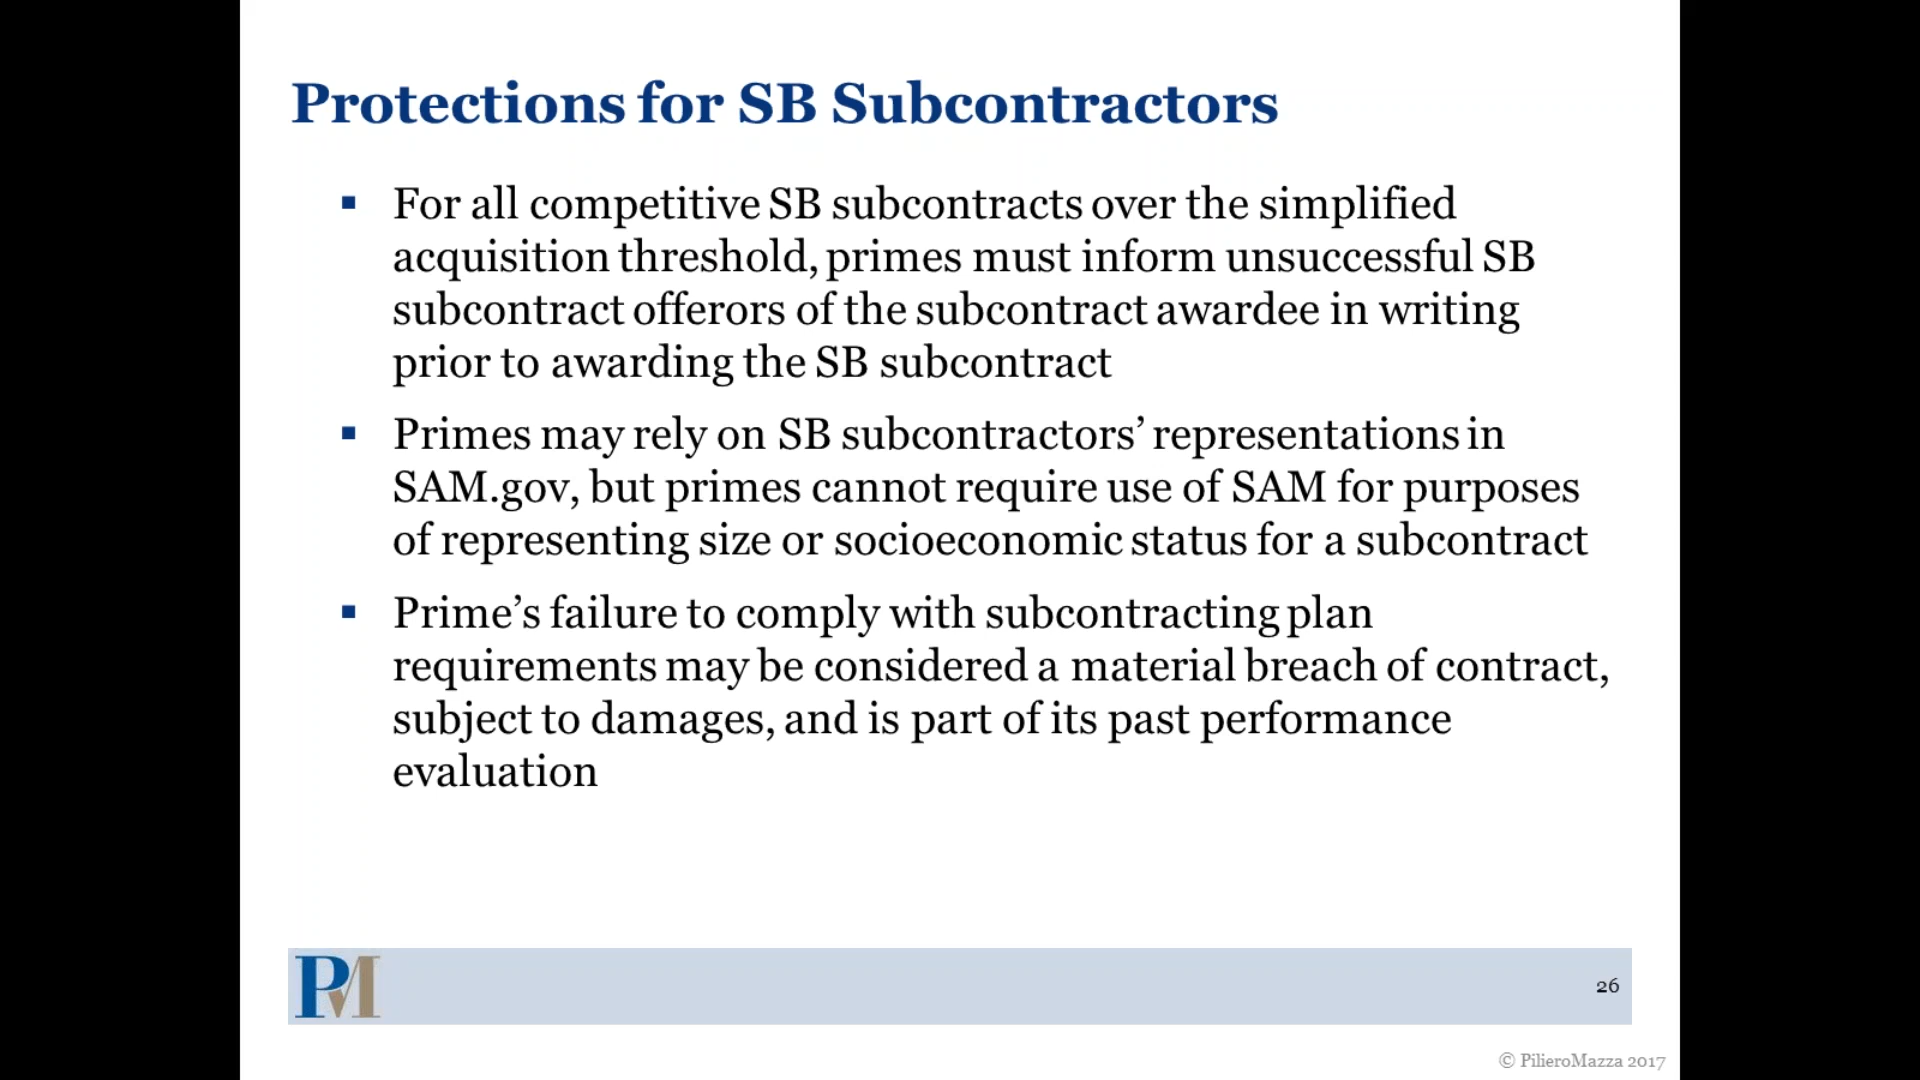 Protections for SB Subcontractors
▪ For all competitive SB subcontracts over the simplified
acquisition threshold, primes must inform unsuccessful SB
subcontract offerors of the subcontract awardee in writing
prior to awarding the SB subcontract
▪ Primes may rely on SB subcontractors’ representations in
SAM.gov, but primes cannot require use of SAM for purposes
of representing size or socioeconomic status for a subcontract
▪ Prime’s failure to comply with subcontracting plan
requirements may be considered a material breach of contract,
subject to damages, and is part of its past performance
evaluation
PM
26
© PilieroMazza 2017